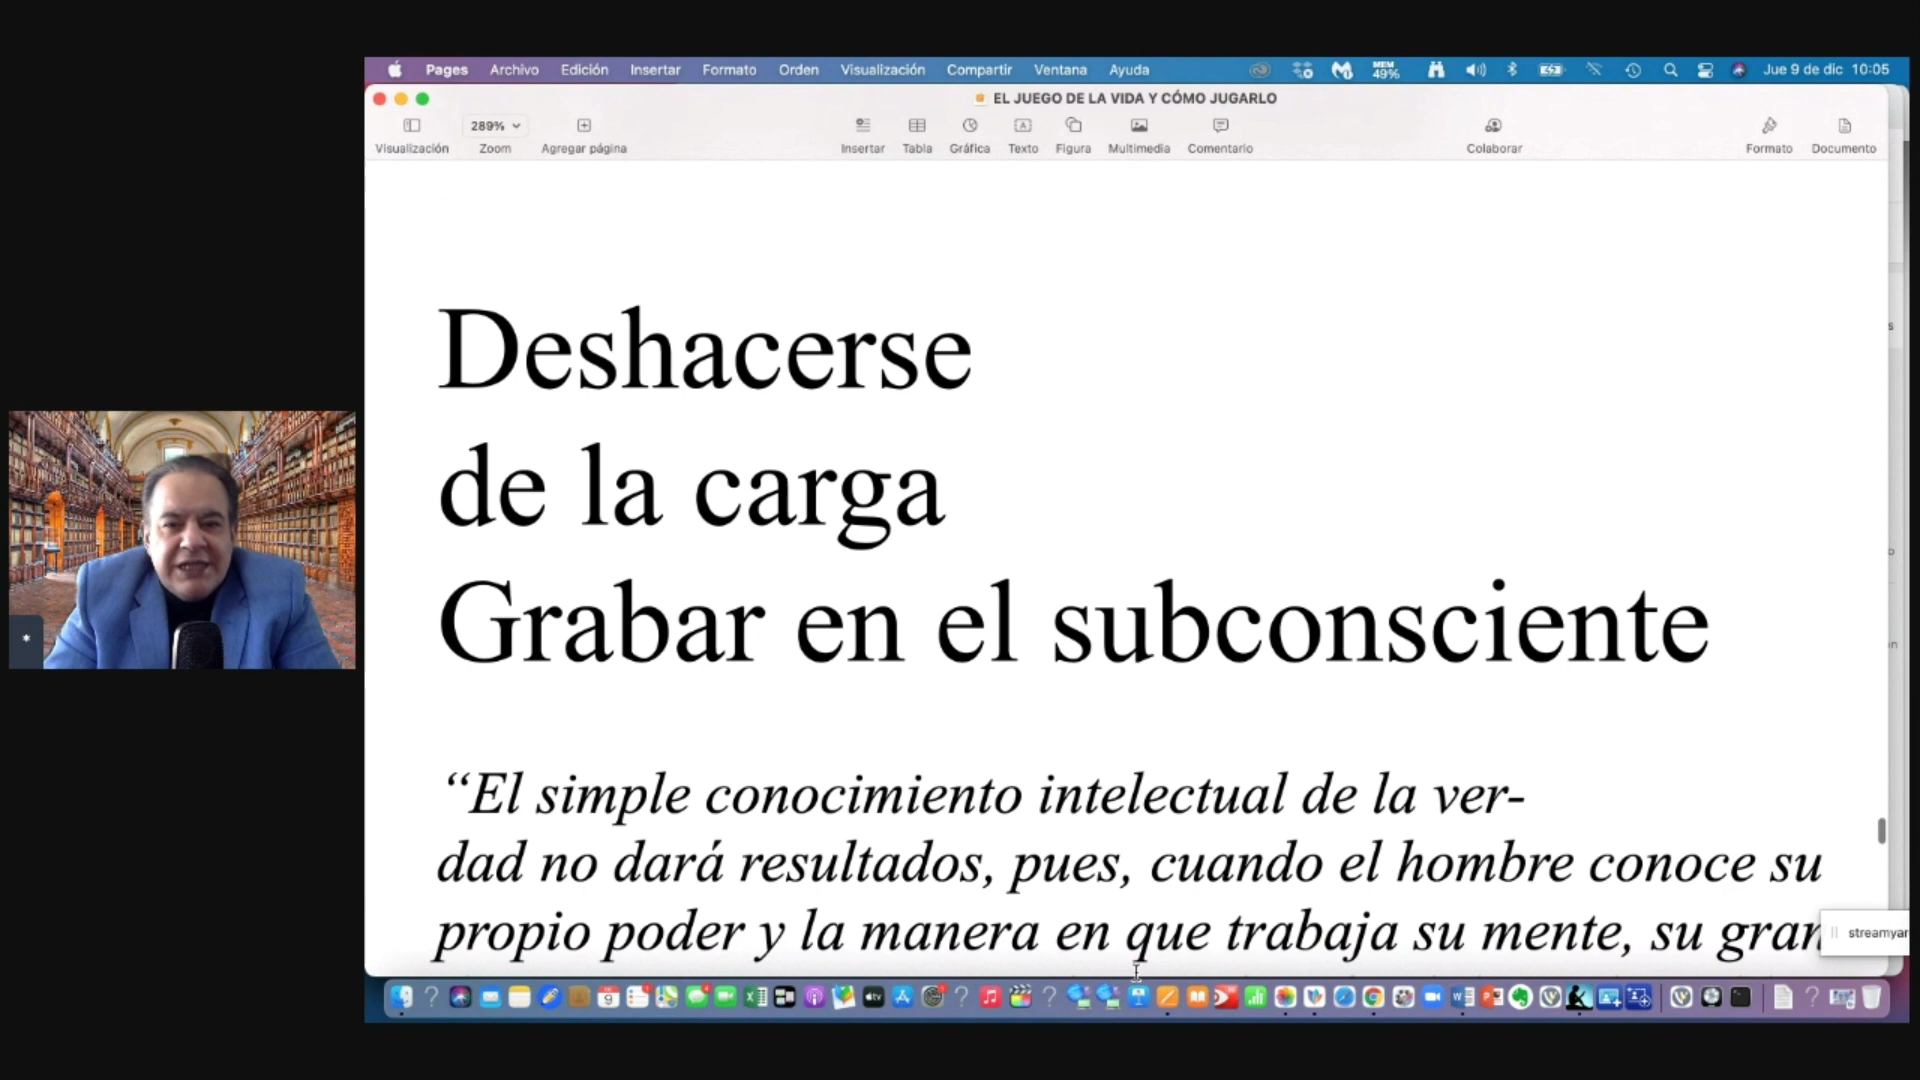 Pages Archivo Edición Insertar Formato Orden Visualización Compartir Ventana Ayuda MEM 49% Jue 9 de dic 10:05
EL JUEGO DE LA VIDA Y CÓMO JUGARLO
289%
Visualización Zoom Agregar página Insertar Tabla Gráfica Texto Figura Multimedia Comentario Colaborar Formato Documento
Deshacerse
de la carga
Grabar en el subconsciente
“El simple conocimiento intelectual de la ver-
dad no dará resultados, pues, cuando el hombre conoce su
propio poder y la manera en que trabaja su mente, su gran
streamyar
*